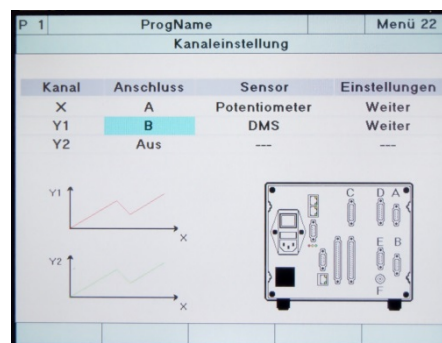 P 1 ProgName Menü 22
Kanaleinstellung
Kanal Anschluss Sensor Einstellungen
X A Potentiometer Weiter
Y1 B DMS Weiter
Y2 Aus ---- ----
Y1
X
Y2
X
C D A
E B
F